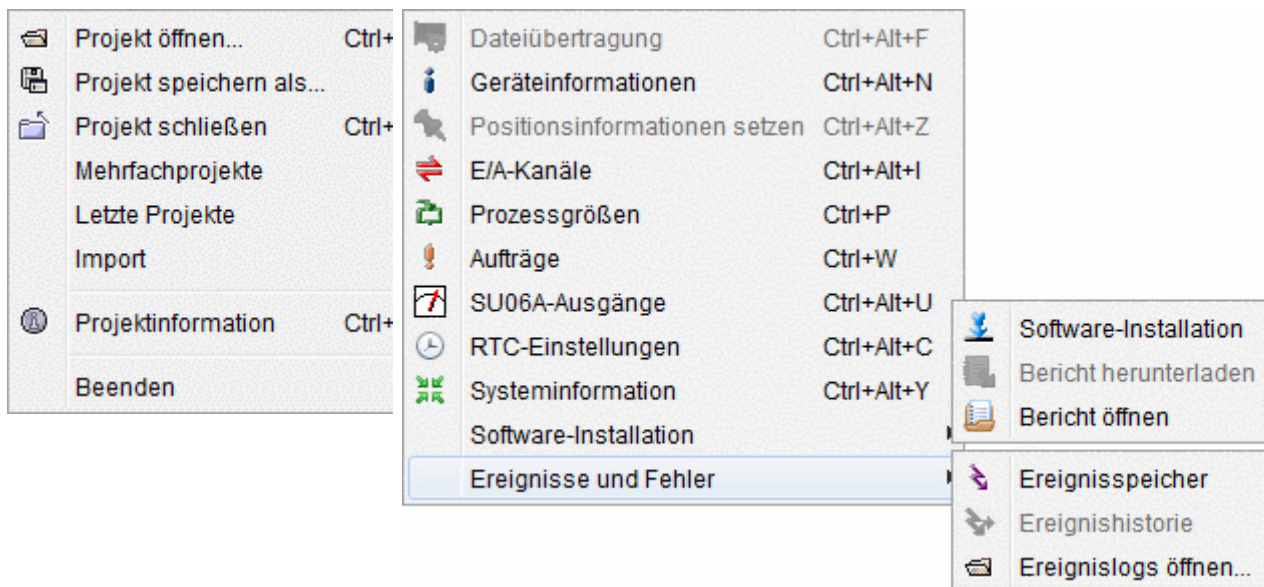 Projekt öffnen... Ctrl+
Projekt speichern als...
Projekt schließen Ctrl+
Mehrfachprojekte
Letzte Projekte
Import
Projektinformation Ctrl+
Beenden
Dateiübertragung Ctrl+Alt+F
Geräteinformationen Ctrl+Alt+N
Positionsinformationen setzen Ctrl+Alt+Z
E/A-Kanäle Ctrl+Alt+I
Prozessgrößen Ctrl+P
Aufträge Ctrl+W
SU06A-Ausgänge Ctrl+Alt+U
RTC-Einstellungen Ctrl+Alt+C
Systeminformation Ctrl+Alt+Y
Software-Installation
Ereignisse und Fehler
Software-Installation
Bericht herunterladen
Bericht öffnen
Ereignisspeicher
Ereignishistorie
Ereignislogs öffnen...